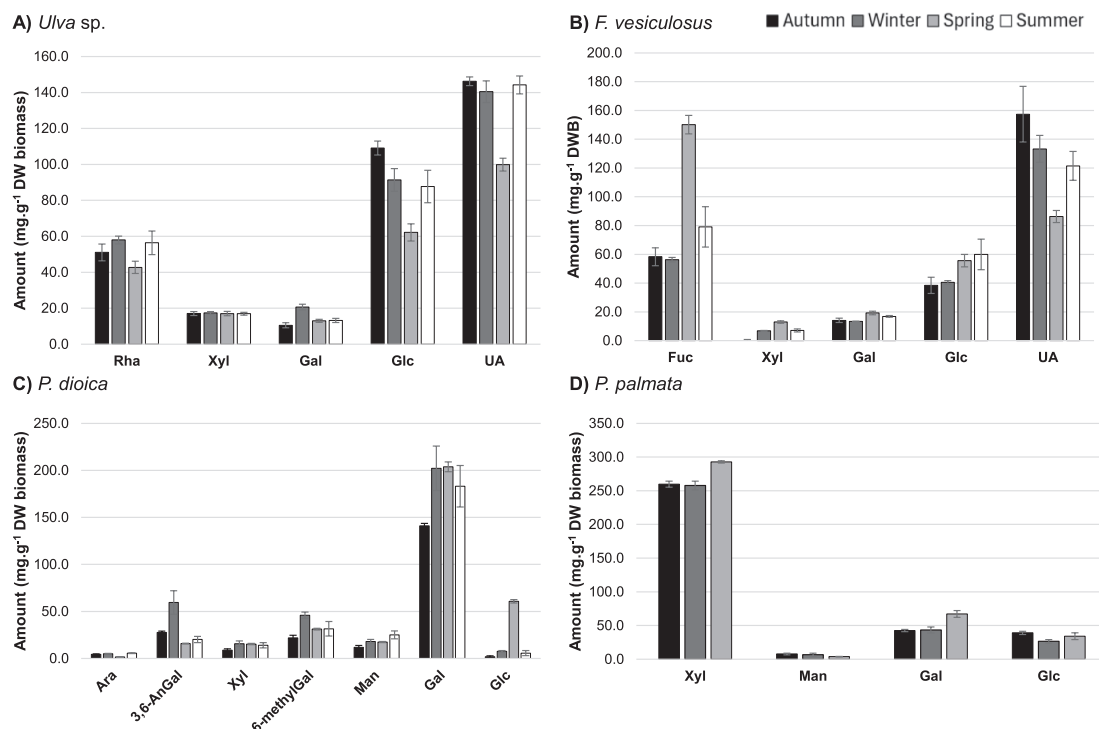 A) Ulva sp.
160.0
140.0
120.0
100.0
80.0
60.0
40.0
20.0
0.0
Amount (mg.g-1 DW biomass)
Rha Xyl Gal Glc UA
B) F. vesiculosus
Autumn Winter Spring Summer
200.0
180.0
160.0
140.0
120.0
100.0
80.0
60.0
40.0
20.0
0.0
Amount (mg.g-1 DWB)
Fuc Xyl Gal Glc UA
C) P. dioica
250.0
200.0
150.0
100.0
50.0
0.0
Amount (mg.g-1 DW biomass)
Ara 3,6-AnGal Xyl 6-methylGal Man Gal Glc
D) P. palmata
350.0
300.0
250.0
200.0
150.0
100.0
50.0
0.0
Amount (mg.g-1 DW biomass)
Xyl Man Gal Glc